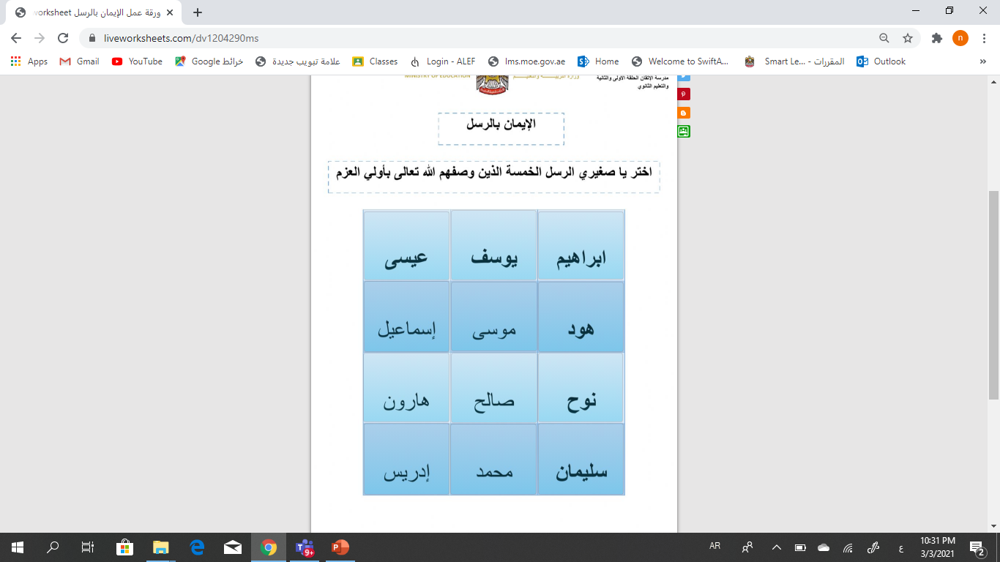 ورقة عمل الإيمان بالرسل worksheet
liveworksheets.com/dv1204290ms
n
Apps Gmail YouTube خرائط Google علامة تبويب جديدة Classes Login - ALEF lms.moe.gov.ae Home Welcome to SwiftA... Smart Le... - المقررات Outlook »
MINISTRY OF EDUCATION وزارة التربية والتعليم
مدرسة الاتقان الحلقة الأولى والثانية
والتعليم الثانوي
الإيمان بالرسل
اختر يا صغيري الرسل الخمسة الذين وصفهم الله تعالى بأولي العزم
ابراهيم يوسف عيسى
هود موسى إسماعيل
نوح صالح هارون
سليمان محمد إدريس
9+
AR
ع
10:31 PM
3/3/2021
2